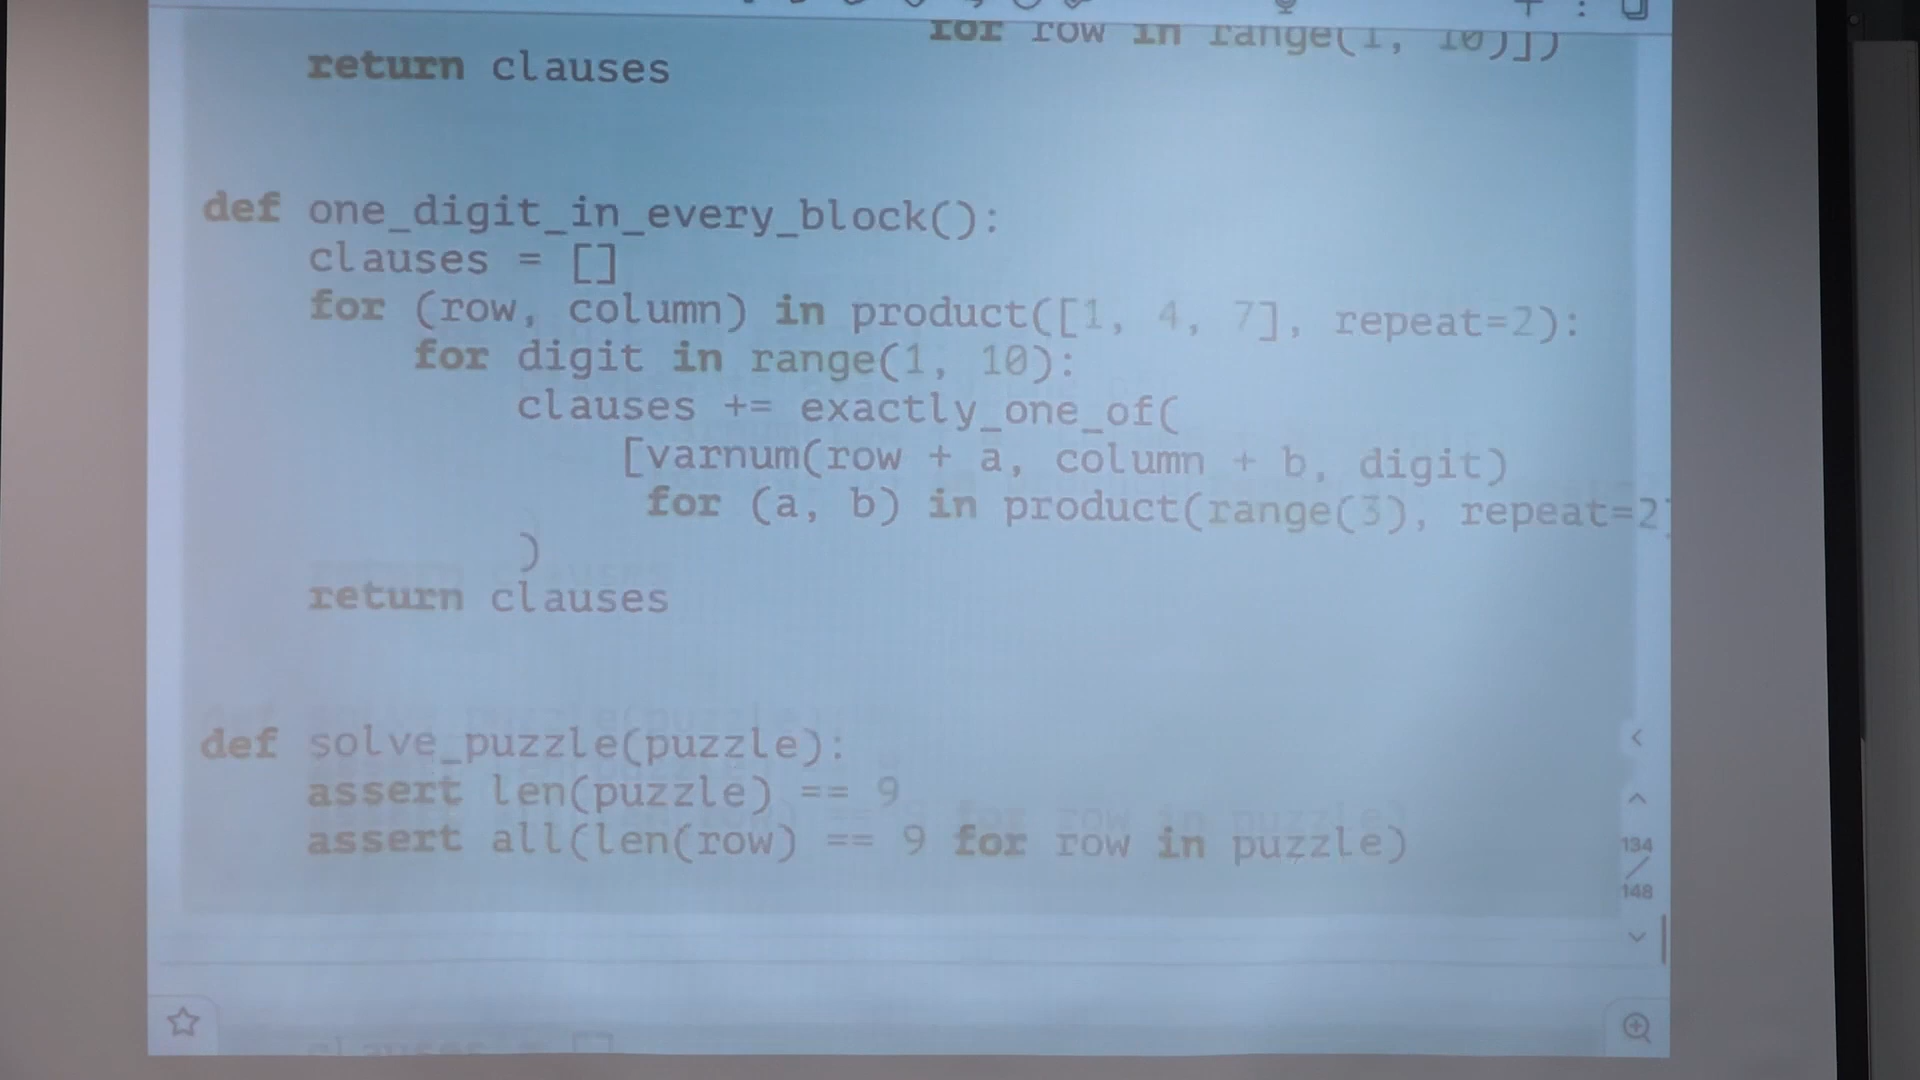 for row in range(1, 10)])
return clauses
def one_digit_in_every_block():
clauses = []
for (row, column) in product([1, 4, 7], repeat=2):
for digit in range(1, 10):
clauses += exactly_one_of(
[varnum(row + a, column + b, digit)
for (a, b) in product(range(3), repeat=2
)
return clauses
def solve_puzzle(puzzle):
assert len(puzzle) == 9
assert all(len(row) == 9 for row in puzzle)
134
/
148
clauses = []